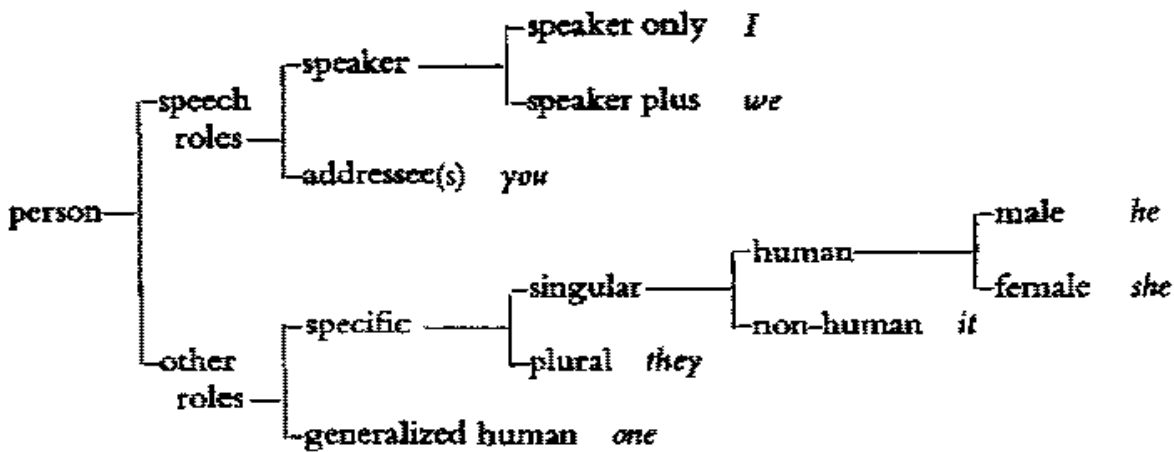 speaker only I
speaker
speaker plus we
speech
roles
addressee(s) you
person
male he
human
female she
singular
non-human it
specific
plural they
other
roles
generalized human one